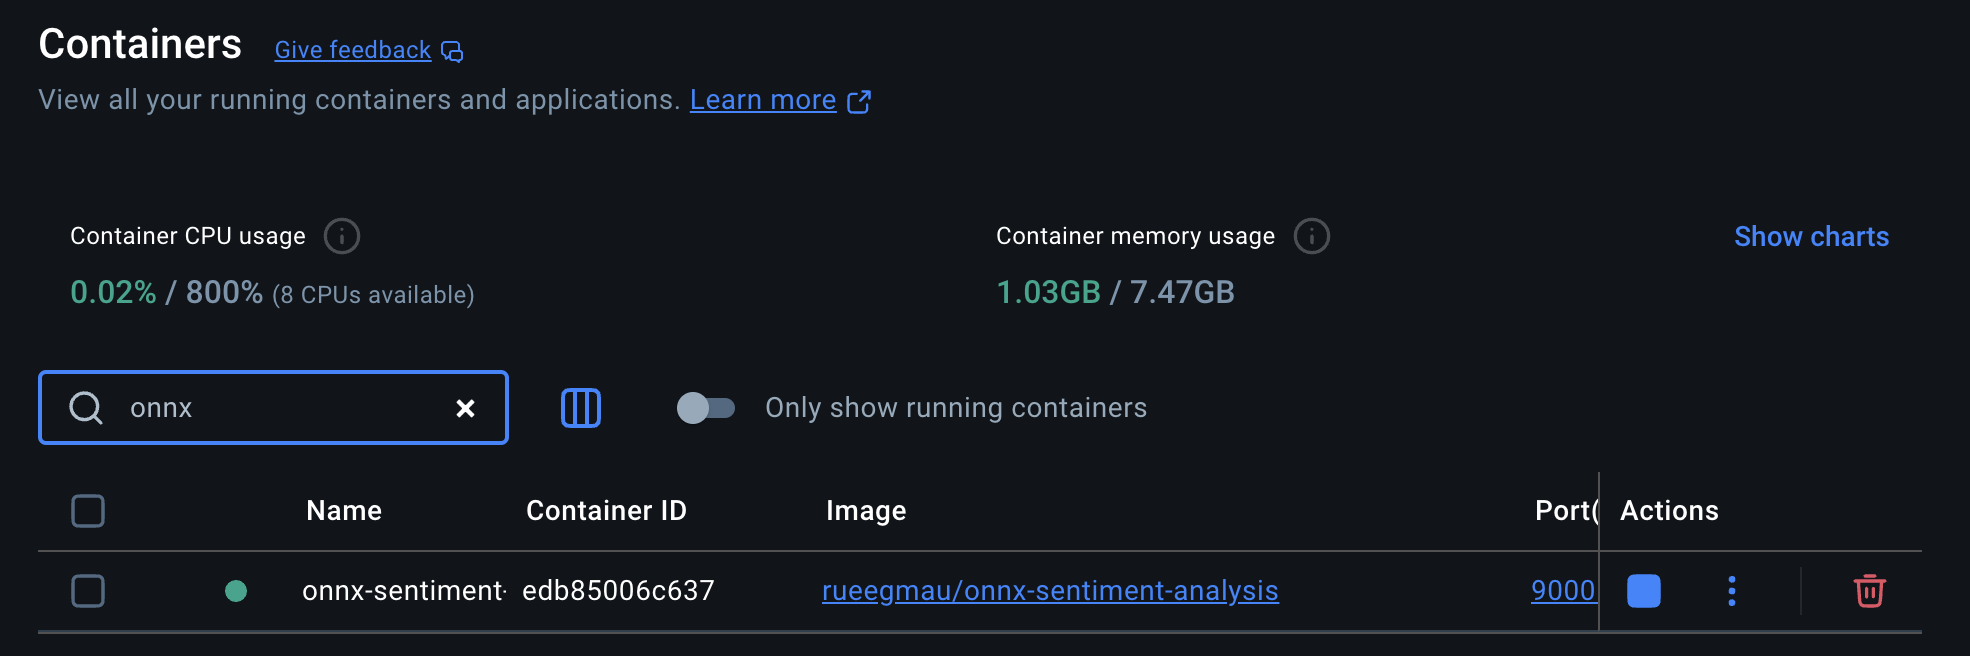 Containers Give feedback
View all your running containers and applications. Learn more
Container CPU usage
0.02% / 800% (8 CPUs available)
Container memory usage
1.03GB / 7.47GB
Show charts
onnx
Only show running containers
Name Container ID Image Port( Actions
onnx-sentiment- edb85006c637 rueegmau/onnx-sentiment-analysis 9000